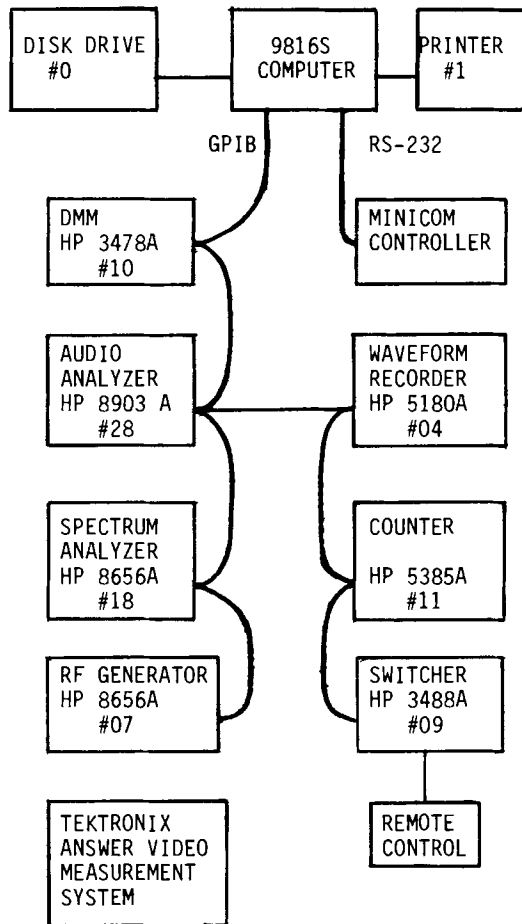 DISK DRIVE
#0
9816S
COMPUTER
PRINTER
#1
GPIB
RS-232
DMM
HP 3478A
#10
MINICOM
CONTROLLER
AUDIO
ANALYZER
HP 8903 A
#28
WAVEFORM
RECORDER
HP 5180A
#04
SPECTRUM
ANALYZER
HP 8656A
#18
COUNTER
HP 5385A
#11
RF GENERATOR
HP 8656A
#07
SWITCHER
HP 3488A
#09
TEKTRONIX
ANSWER VIDEO
MEASUREMENT
SYSTEM
REMOTE
CONTROL